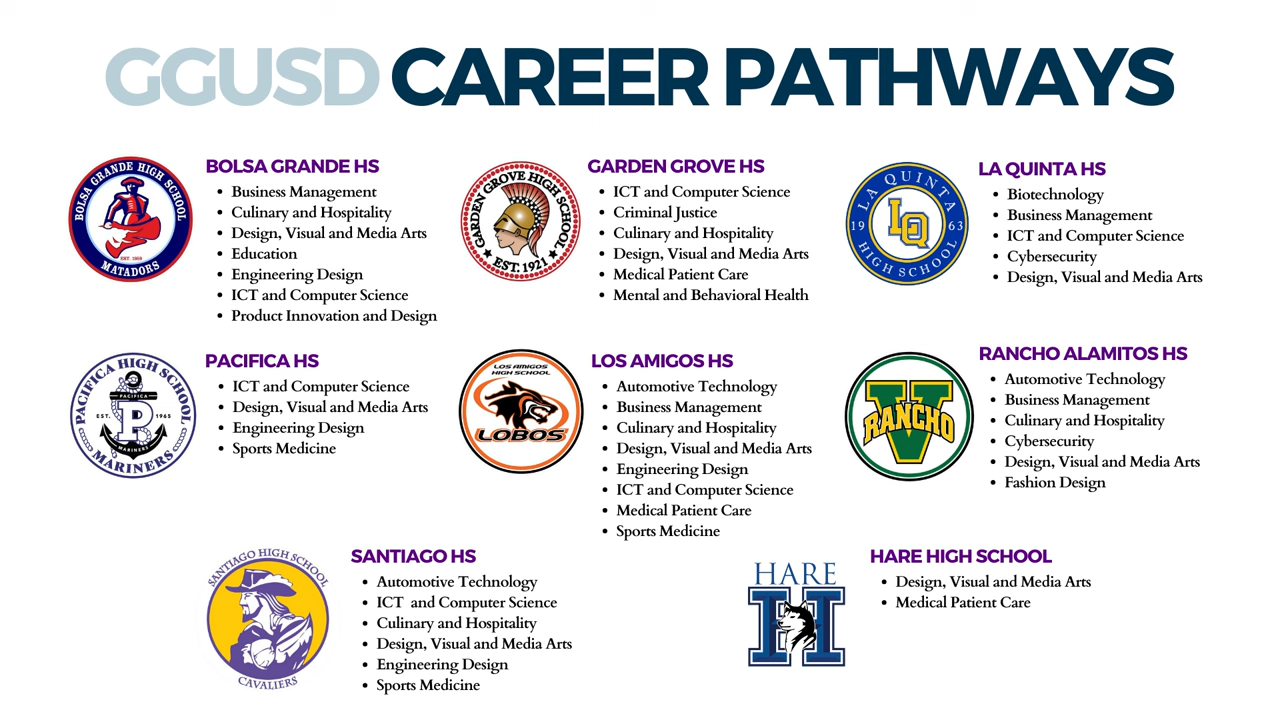 GGUSD CAREER PATHWAYS
BOLSA GRANDE HIGH SCHOOL
EST 1959
MATADORS
BOLSA GRANDE HS
• Business Management
• Culinary and Hospitality
• Design, Visual and Media Arts
• Education
• Engineering Design
• ICT and Computer Science
• Product Innovation and Design
GARDEN GROVE HIGH SCHOOL
★ EST. 1921 ★
GARDEN GROVE HS
• ICT and Computer Science
• Criminal Justice
• Culinary and Hospitality
• Design, Visual and Media Arts
• Medical Patient Care
• Mental and Behavioral Health
LA QUINTA
19 LQ 63
HIGH SCHOOL
LA QUINTA HS
• Biotechnology
• Business Management
• ICT and Computer Science
• Cybersecurity
• Design, Visual and Media Arts
PACIFICA HIGH SCHOOL
PACIFICA
EST. P 1965
MARINERS
MARINERS
PACIFICA HS
• ICT and Computer Science
• Design, Visual and Media Arts
• Engineering Design
• Sports Medicine
LOS AMIGOS
HIGH SCHOOL
LOBOS
LOS AMIGOS HS
• Automotive Technology
• Business Management
• Culinary and Hospitality
• Design, Visual and Media Arts
• Engineering Design
• ICT and Computer Science
• Medical Patient Care
• Sports Medicine
V
RANCHO
RANCHO ALAMITOS HS
• Automotive Technology
• Business Management
• Culinary and Hospitality
• Cybersecurity
• Design, Visual and Media Arts
• Fashion Design
SANTIAGO HIGH SCHOOL
CAVALIERS
SANTIAGO HS
• Automotive Technology
• ICT  and Computer Science
• Culinary and Hospitality
• Design, Visual and Media Arts
• Engineering Design
• Sports Medicine
HARE
H
HARE HIGH SCHOOL
• Design, Visual and Media Arts
• Medical Patient Care